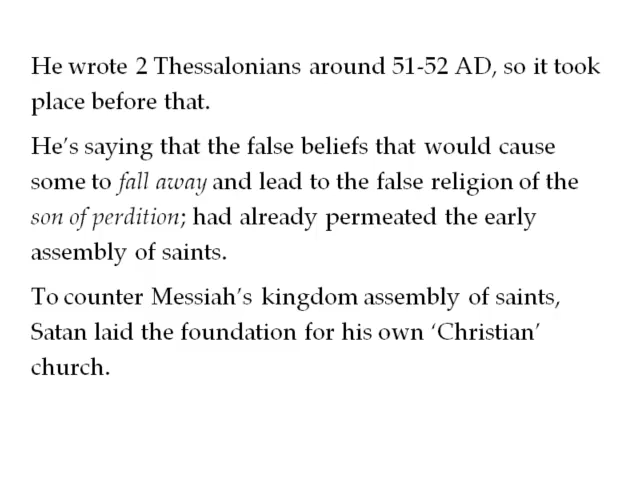 He wrote 2 Thessalonians around 51-52 AD, so it took
place before that.
He’s saying that the false beliefs that would cause
some to fall away and lead to the false religion of the
son of perdition; had already permeated the early
assembly of saints.
To counter Messiah’s kingdom assembly of saints,
Satan laid the foundation for his own ‘Christian’
church.